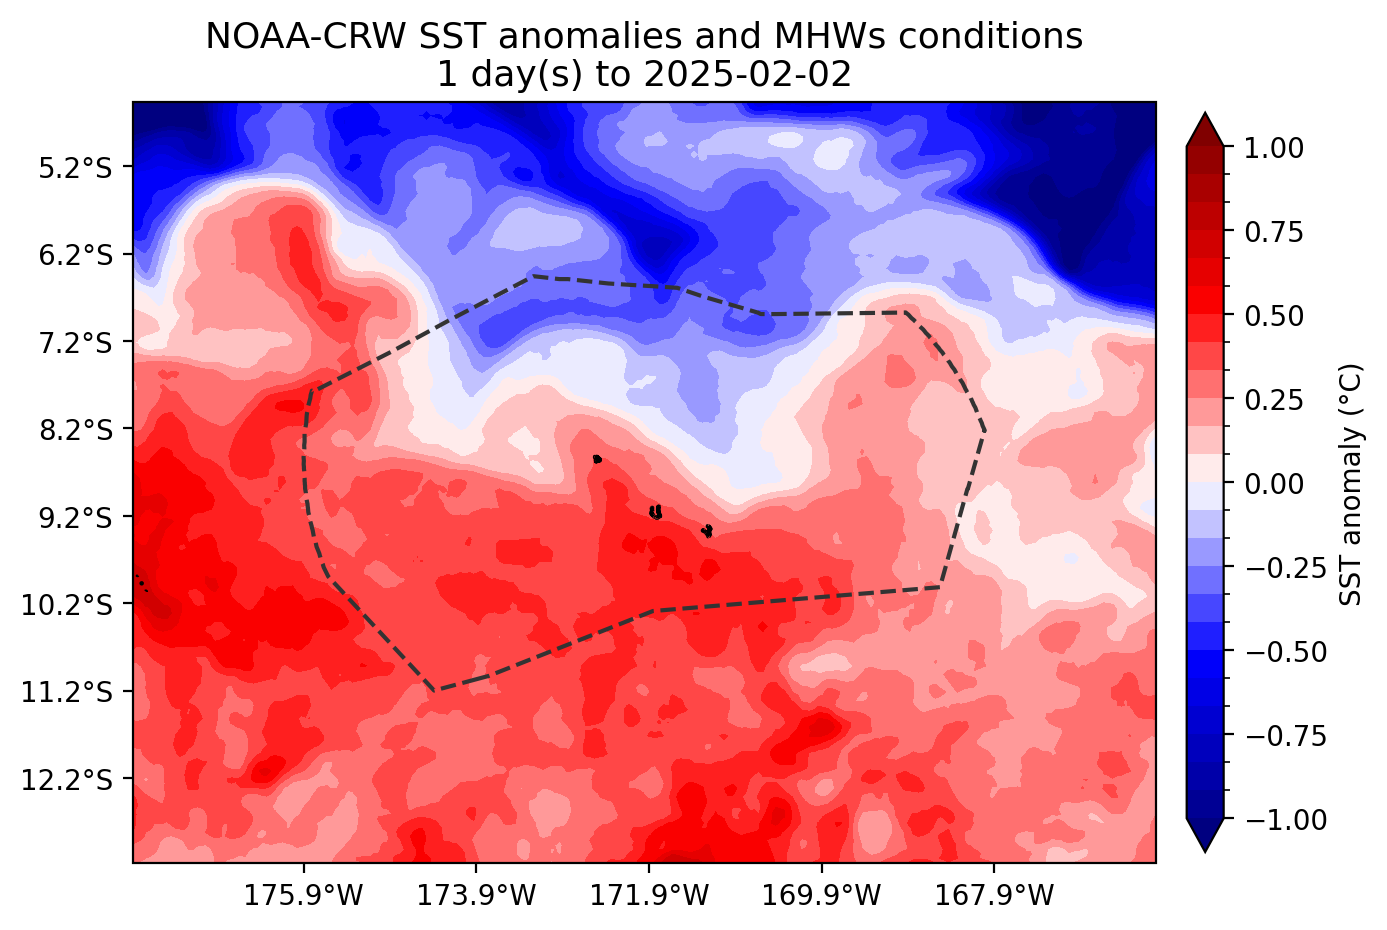 NOAA-CRW SST anomalies and MHWs conditions
1 day(s) to 2025-02-02
5.2°S
6.2°S
7.2°S
8.2°S
9.2°S
10.2°S
11.2°S
12.2°S
175.9°W
173.9°W
171.9°W
169.9°W
167.9°W
1.00
0.75
0.50
0.25
0.00
−0.25
−0.50
−0.75
−1.00
SST anomaly (°C)